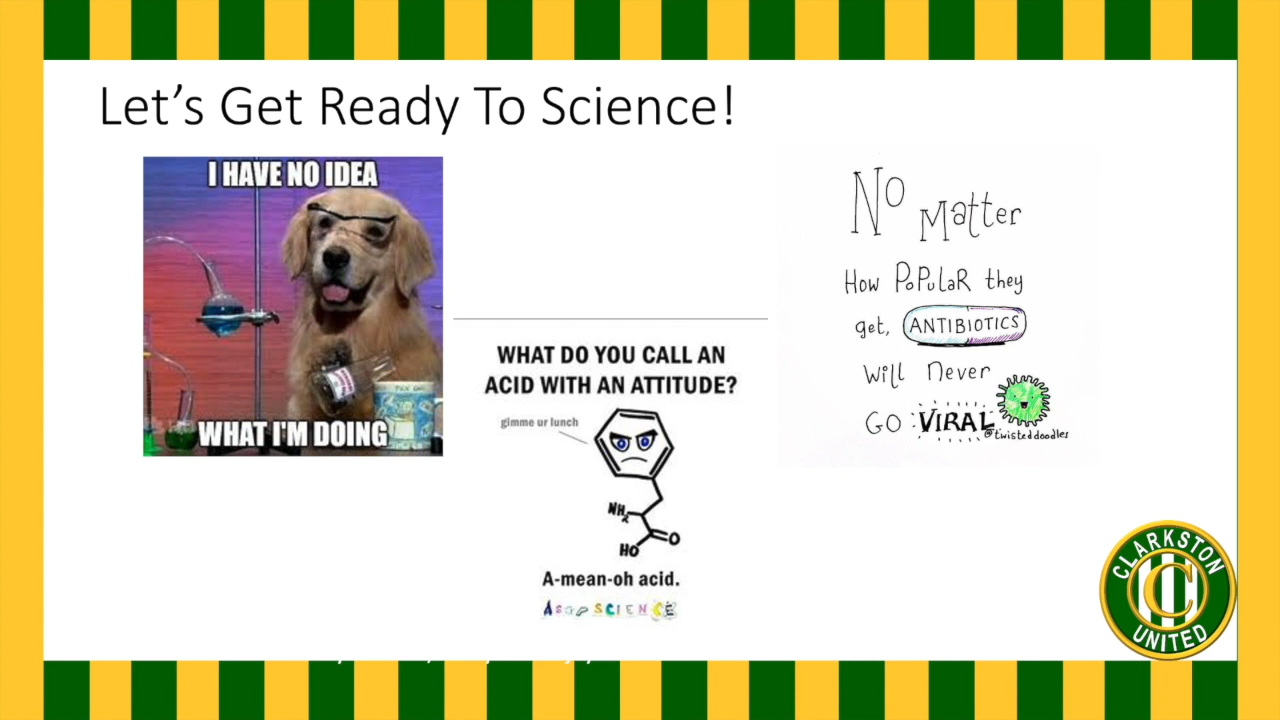 Let's Get Ready To Science!
I HAVE NO IDEA
WHAT I'M DOING
WHAT DO YOU CALL AN
ACID WITH AN ATTITUDE?
gimme ur lunch
NH2
HO
O
A-mean-oh acid.
ASAP SCIENCE
No
Matter
How PoPuLaR they
get, ANTIBIOTICS
Will Never
GO VIRAL
@twisteddoodles
CLARKSTON
C
UNITED